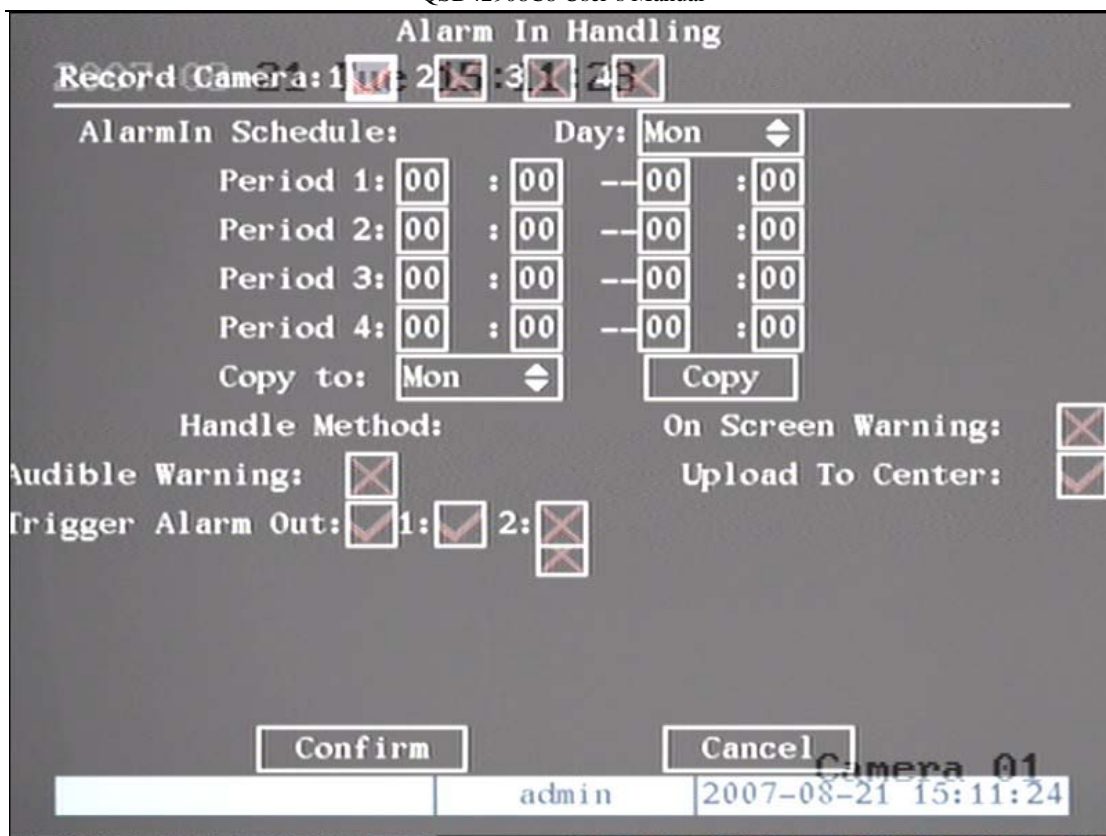 Alarm In Handling
Record Camera:1 2 3 4
AlarmIn Schedule: Day: Mon
Period 1: 00 : 00 --00 :00
Period 2: 00 : 00 --00 :00
Period 3: 00 : 00 --00 :00
Period 4: 00 : 00 --00 :00
Copy to: Mon Copy
Handle Method: On Screen Warning:
Audible Warning: Upload To Center:
Trigger Alarm Out: 1: 2:
Confirm Cancel
Camera 01
admin 2007-08-21 15:11:24